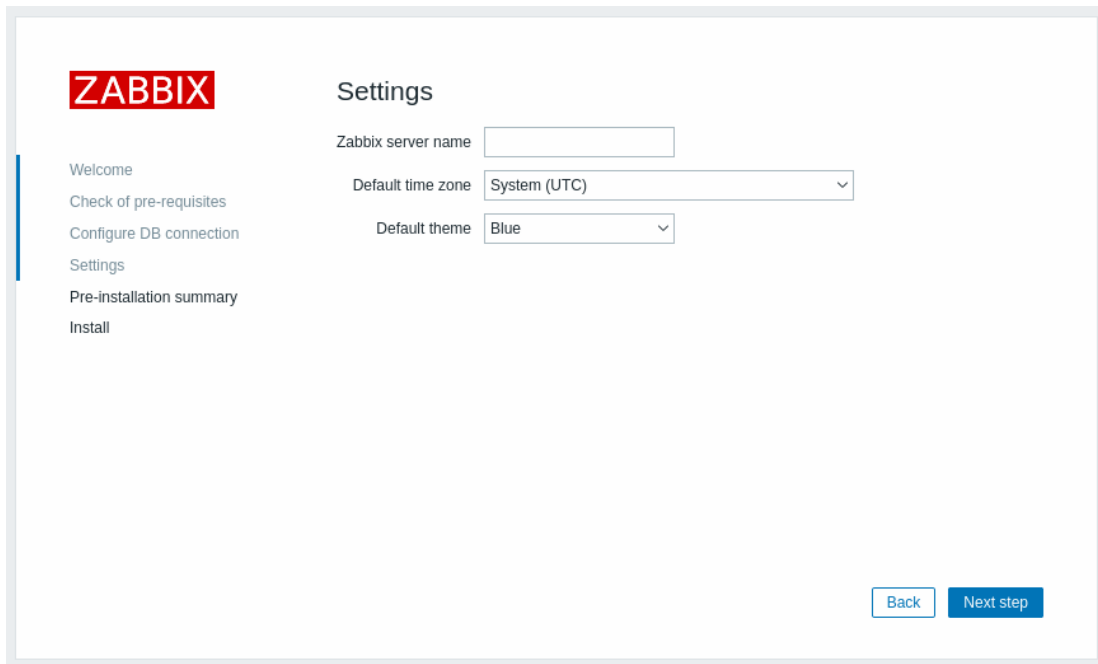 ZABBIX
Welcome
Check of pre-requisites
Configure DB connection
Settings
Pre-installation summary
Install
Settings
Zabbix server name
Default time zone System (UTC)
Default theme Blue
Back Next step